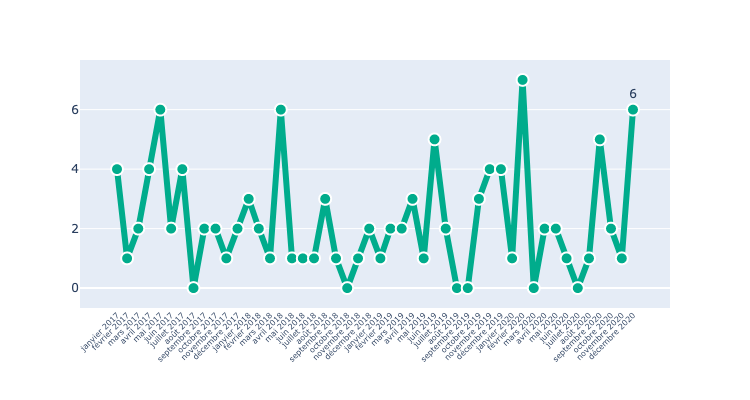 6
6
4
2
0
janvier 2017
février 2017
mars 2017
avril 2017
mai 2017
juin 2017
juillet 2017
août 2017
septembre 2017
octobre 2017
novembre 2017
décembre 2017
janvier 2018
février 2018
mars 2018
avril 2018
mai 2018
juin 2018
juillet 2018
août 2018
septembre 2018
octobre 2018
novembre 2018
décembre 2018
janvier 2019
février 2019
mars 2019
avril 2019
mai 2019
juin 2019
juillet 2019
août 2019
septembre 2019
octobre 2019
novembre 2019
décembre 2019
janvier 2020
février 2020
mars 2020
avril 2020
mai 2020
juin 2020
juillet 2020
août 2020
septembre 2020
octobre 2020
novembre 2020
décembre 2020